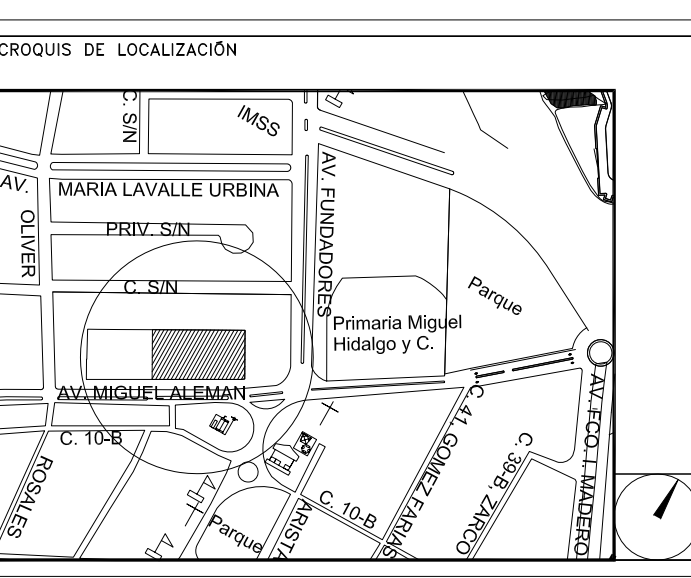 CROQUIS DE LOCALIZACIÓN
C. S/N
IMSS
AV.
OLIVER
MARIA LAVALLE URBINA
AV. FUNDADORES
PRIV. S/N
C. S/N
Parque
Primaria Miguel
Hidalgo y C.
AV. MIGUEL ALEMAN
C. 10-B
ROSALES
Parque
ARISTA
C. 10-B
C. 41, GOMEZ FARIAS
C. 39-B, ZARCO
AV. FCO. I. MADERO